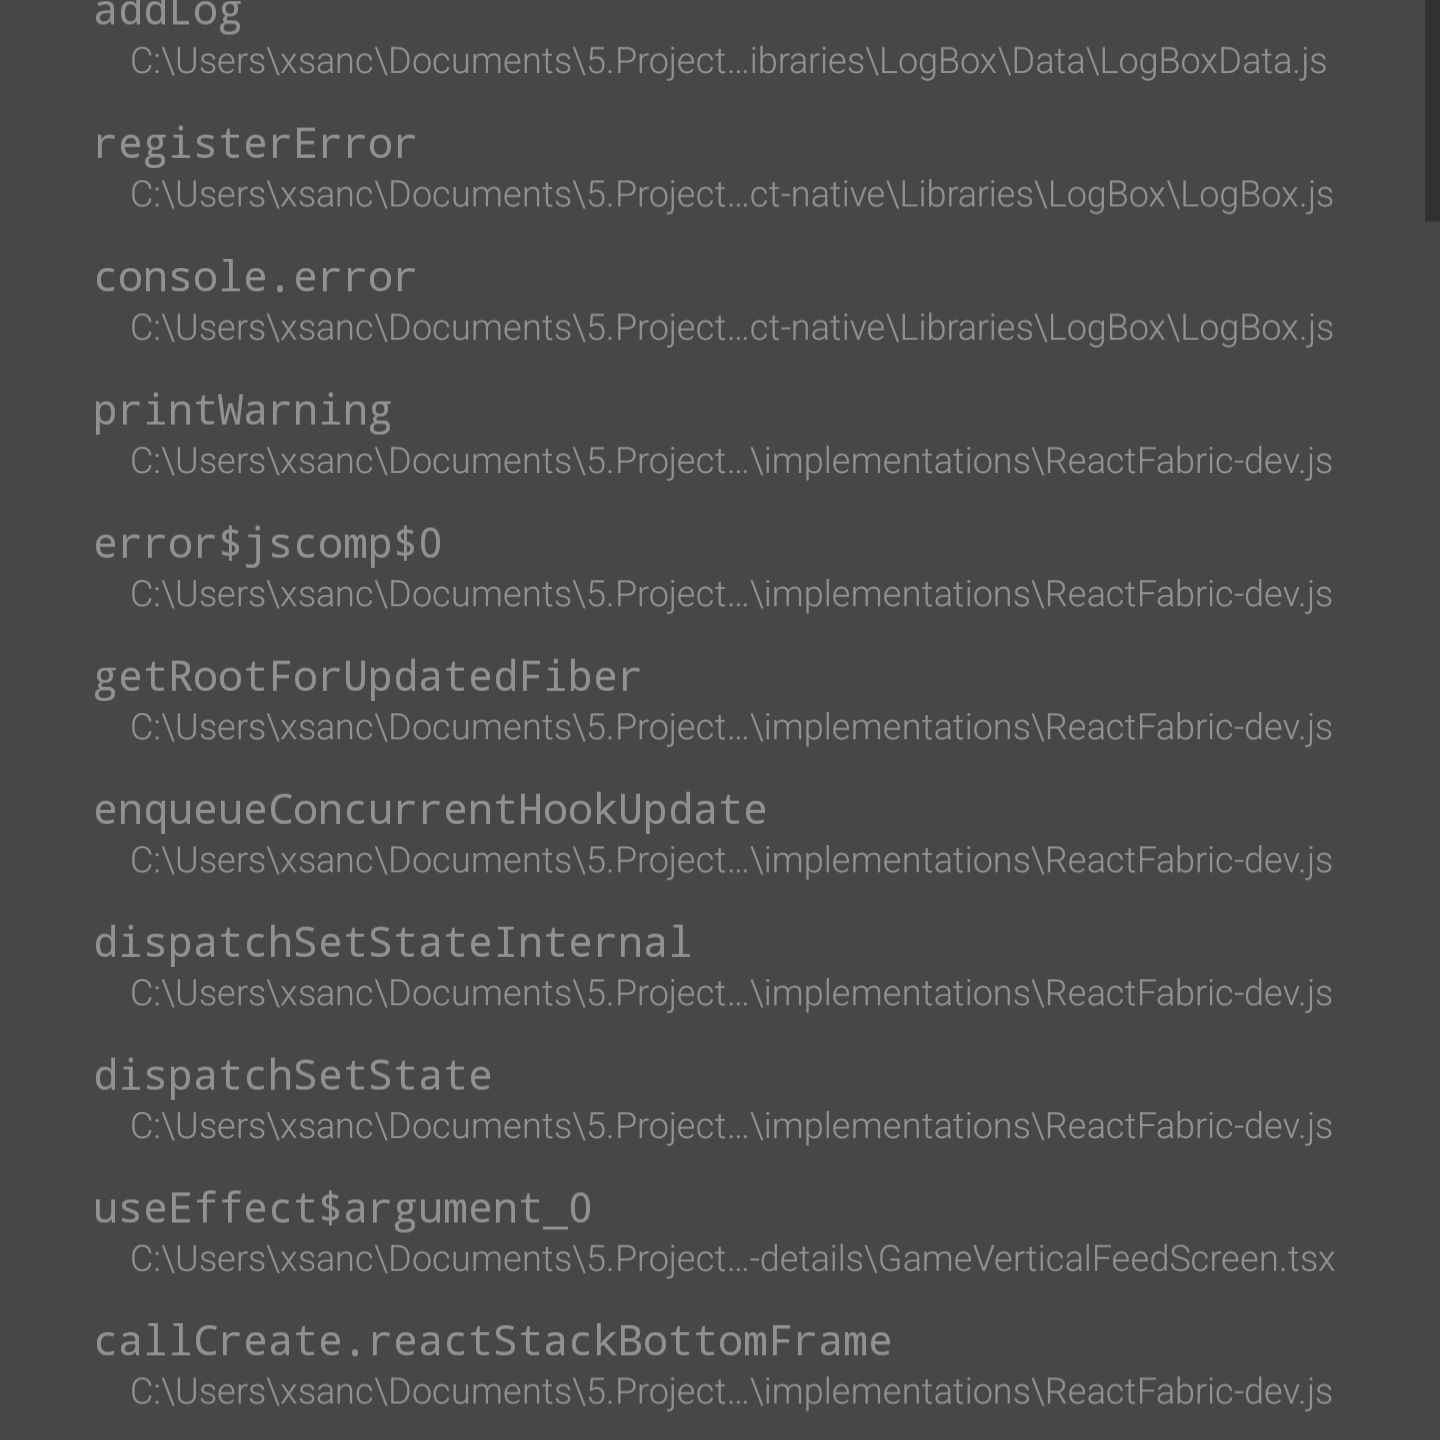 addLog
C:\Users\xsanc\Documents\5.Project…ibraries\LogBox\Data\LogBoxData.js
registerError
C:\Users\xsanc\Documents\5.Project…ct-native\Libraries\LogBox\LogBox.js
console.error
C:\Users\xsanc\Documents\5.Project…ct-native\Libraries\LogBox\LogBox.js
printWarning
C:\Users\xsanc\Documents\5.Project…\implementations\ReactFabric-dev.js
error$jscomp$0
C:\Users\xsanc\Documents\5.Project…\implementations\ReactFabric-dev.js
getRootForUpdatedFiber
C:\Users\xsanc\Documents\5.Project…\implementations\ReactFabric-dev.js
enqueueConcurrentHookUpdate
C:\Users\xsanc\Documents\5.Project…\implementations\ReactFabric-dev.js
dispatchSetStateInternal
C:\Users\xsanc\Documents\5.Project…\implementations\ReactFabric-dev.js
dispatchSetState
C:\Users\xsanc\Documents\5.Project…\implementations\ReactFabric-dev.js
useEffect$argument_0
C:\Users\xsanc\Documents\5.Project…-details\GameVerticalFeedScreen.tsx
callCreate.reactStackBottomFrame
C:\Users\xsanc\Documents\5.Project…\implementations\ReactFabric-dev.js